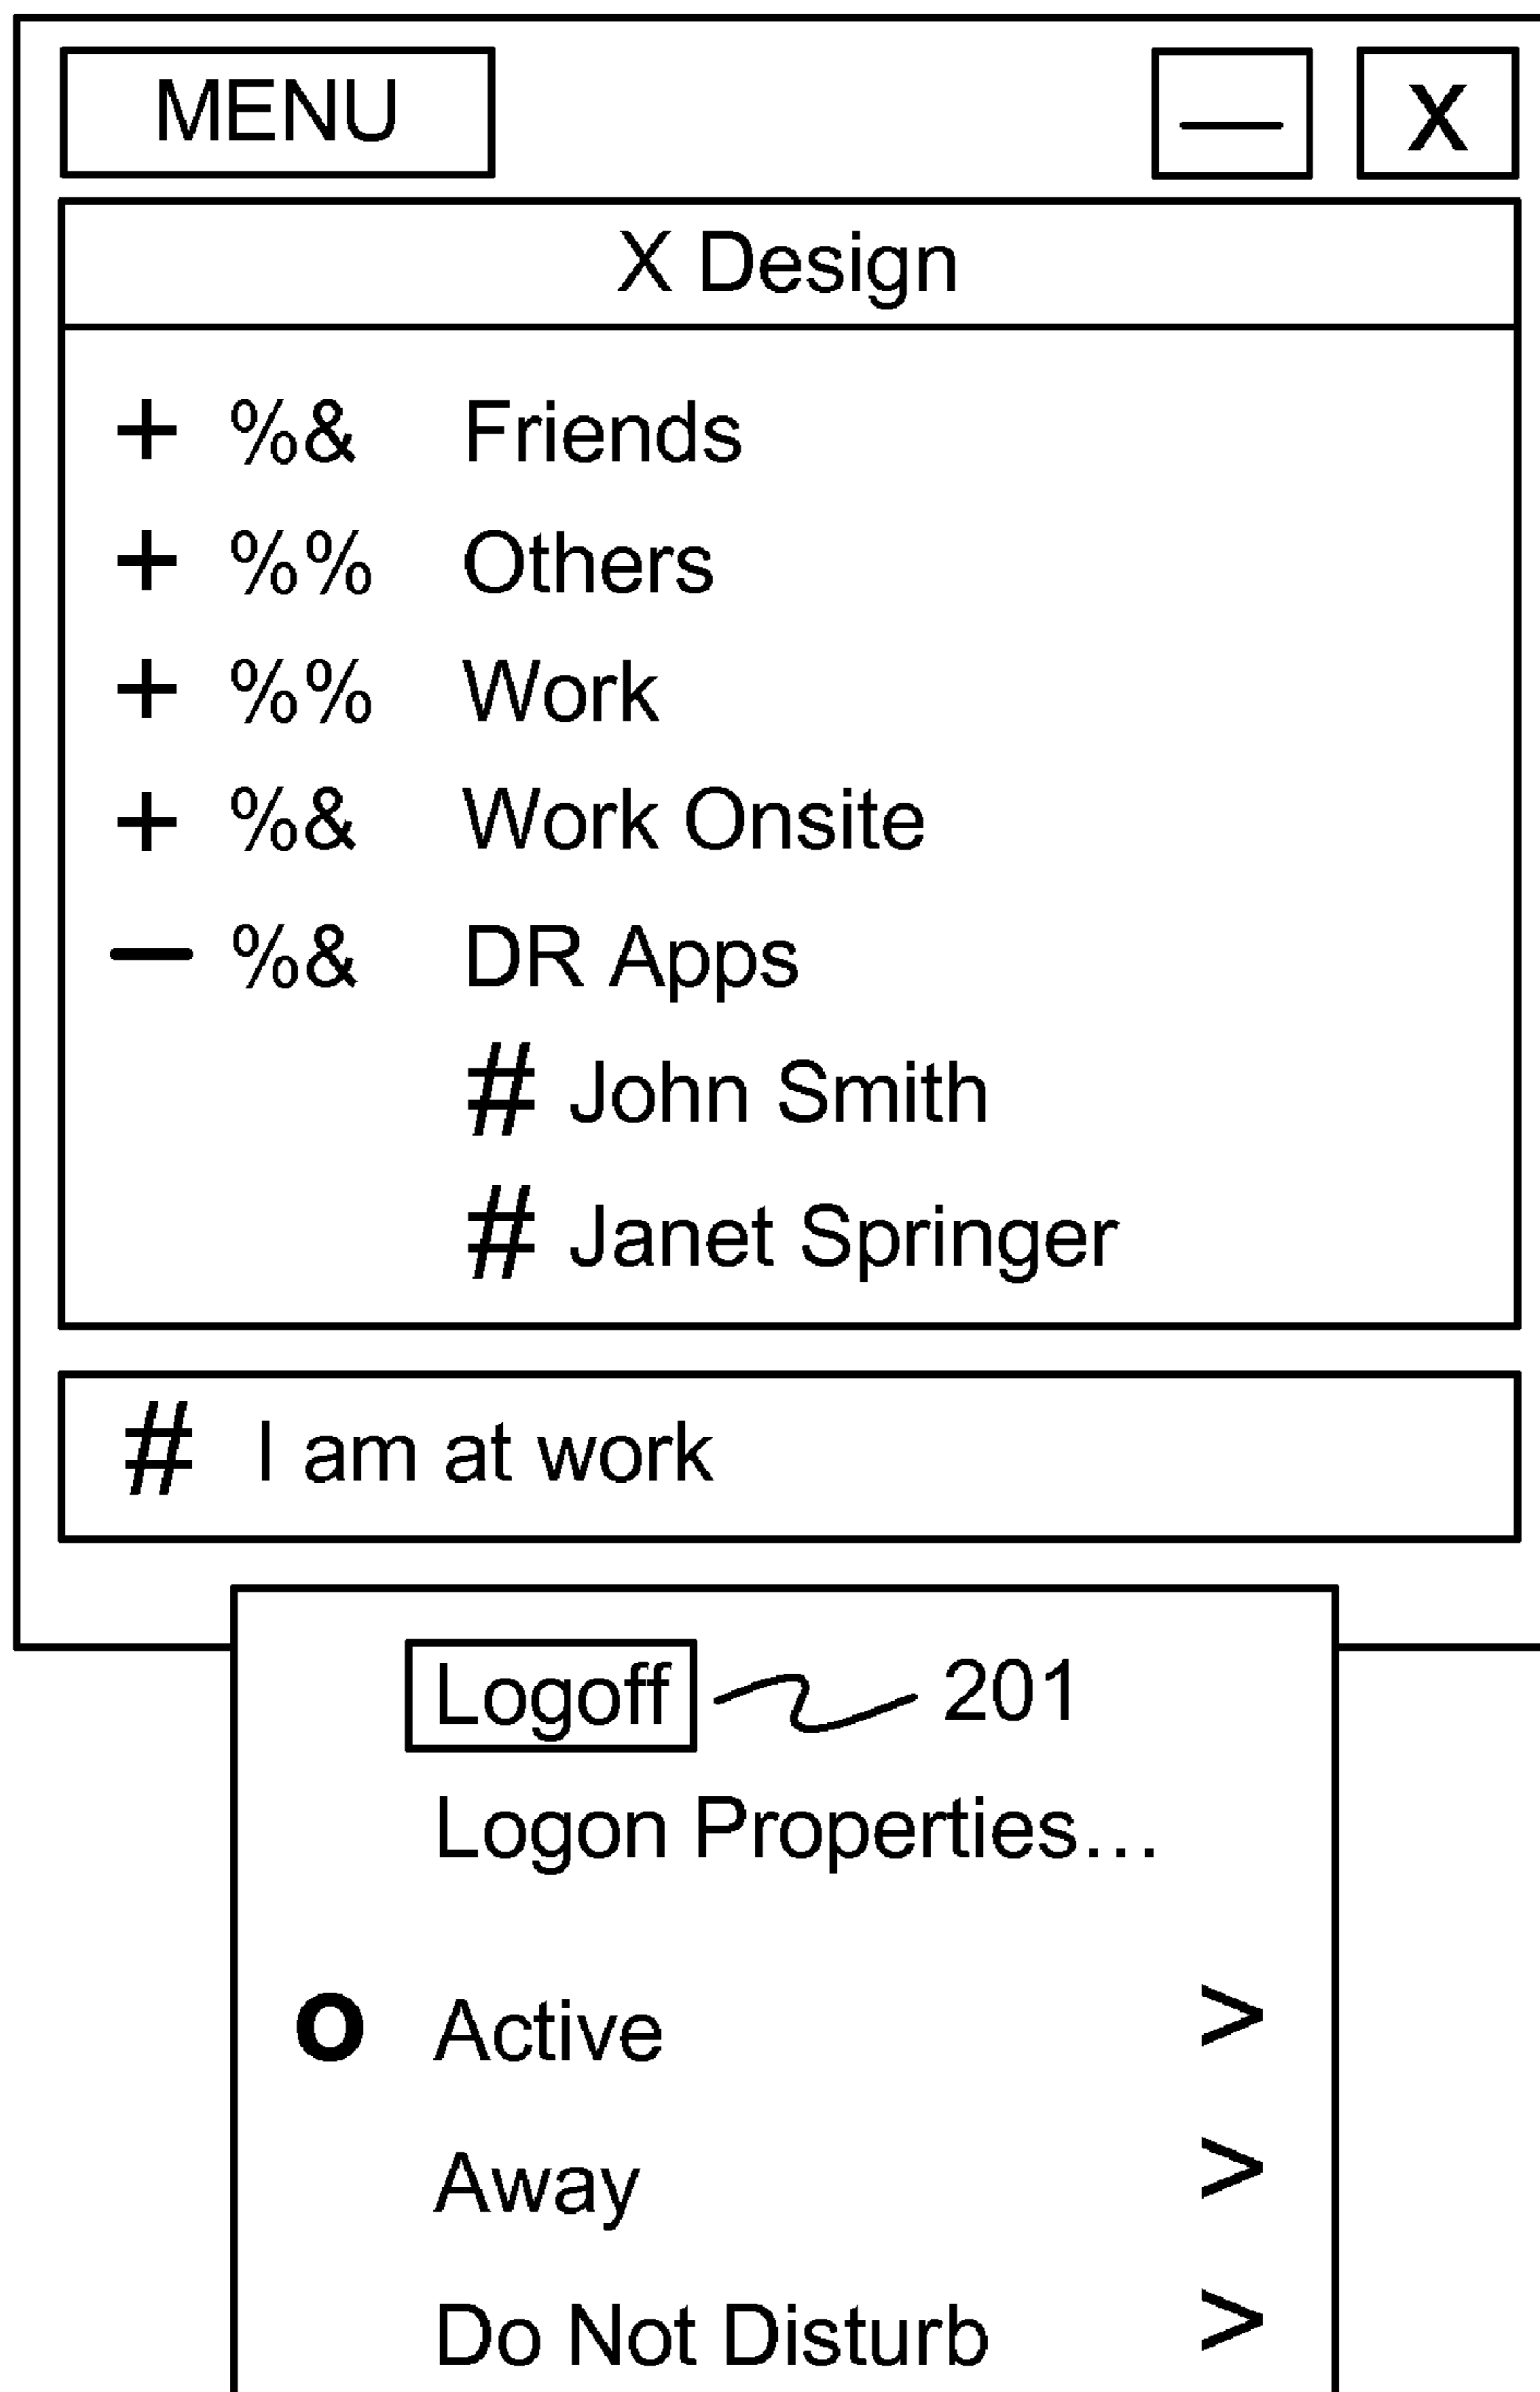 MENU — X
X Design
+ %& Friends
+ %% Others
+ %% Work
+ %& Work Onsite
— %& DR Apps
# John Smith
# Janet Springer
# I am at work
Logoff 201
Logon Properties...
O Active >
Away >
Do Not Disturb >